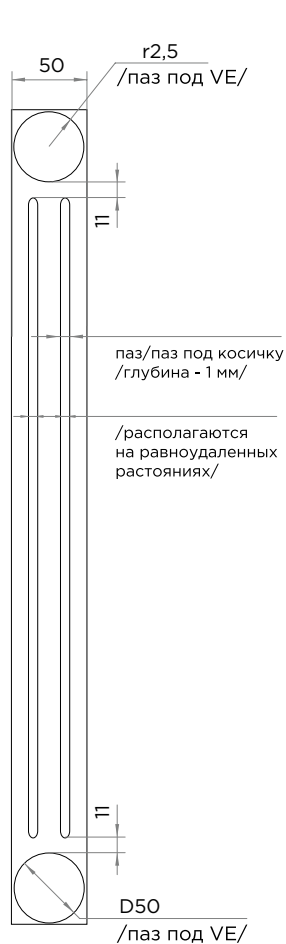 r2,5
50
/паз под VE/
11
паз/паз под косичку
/глубина - 1 мм/
/располагаются
на равноудаленных
растояниях/
11
D50
/паз под VE/